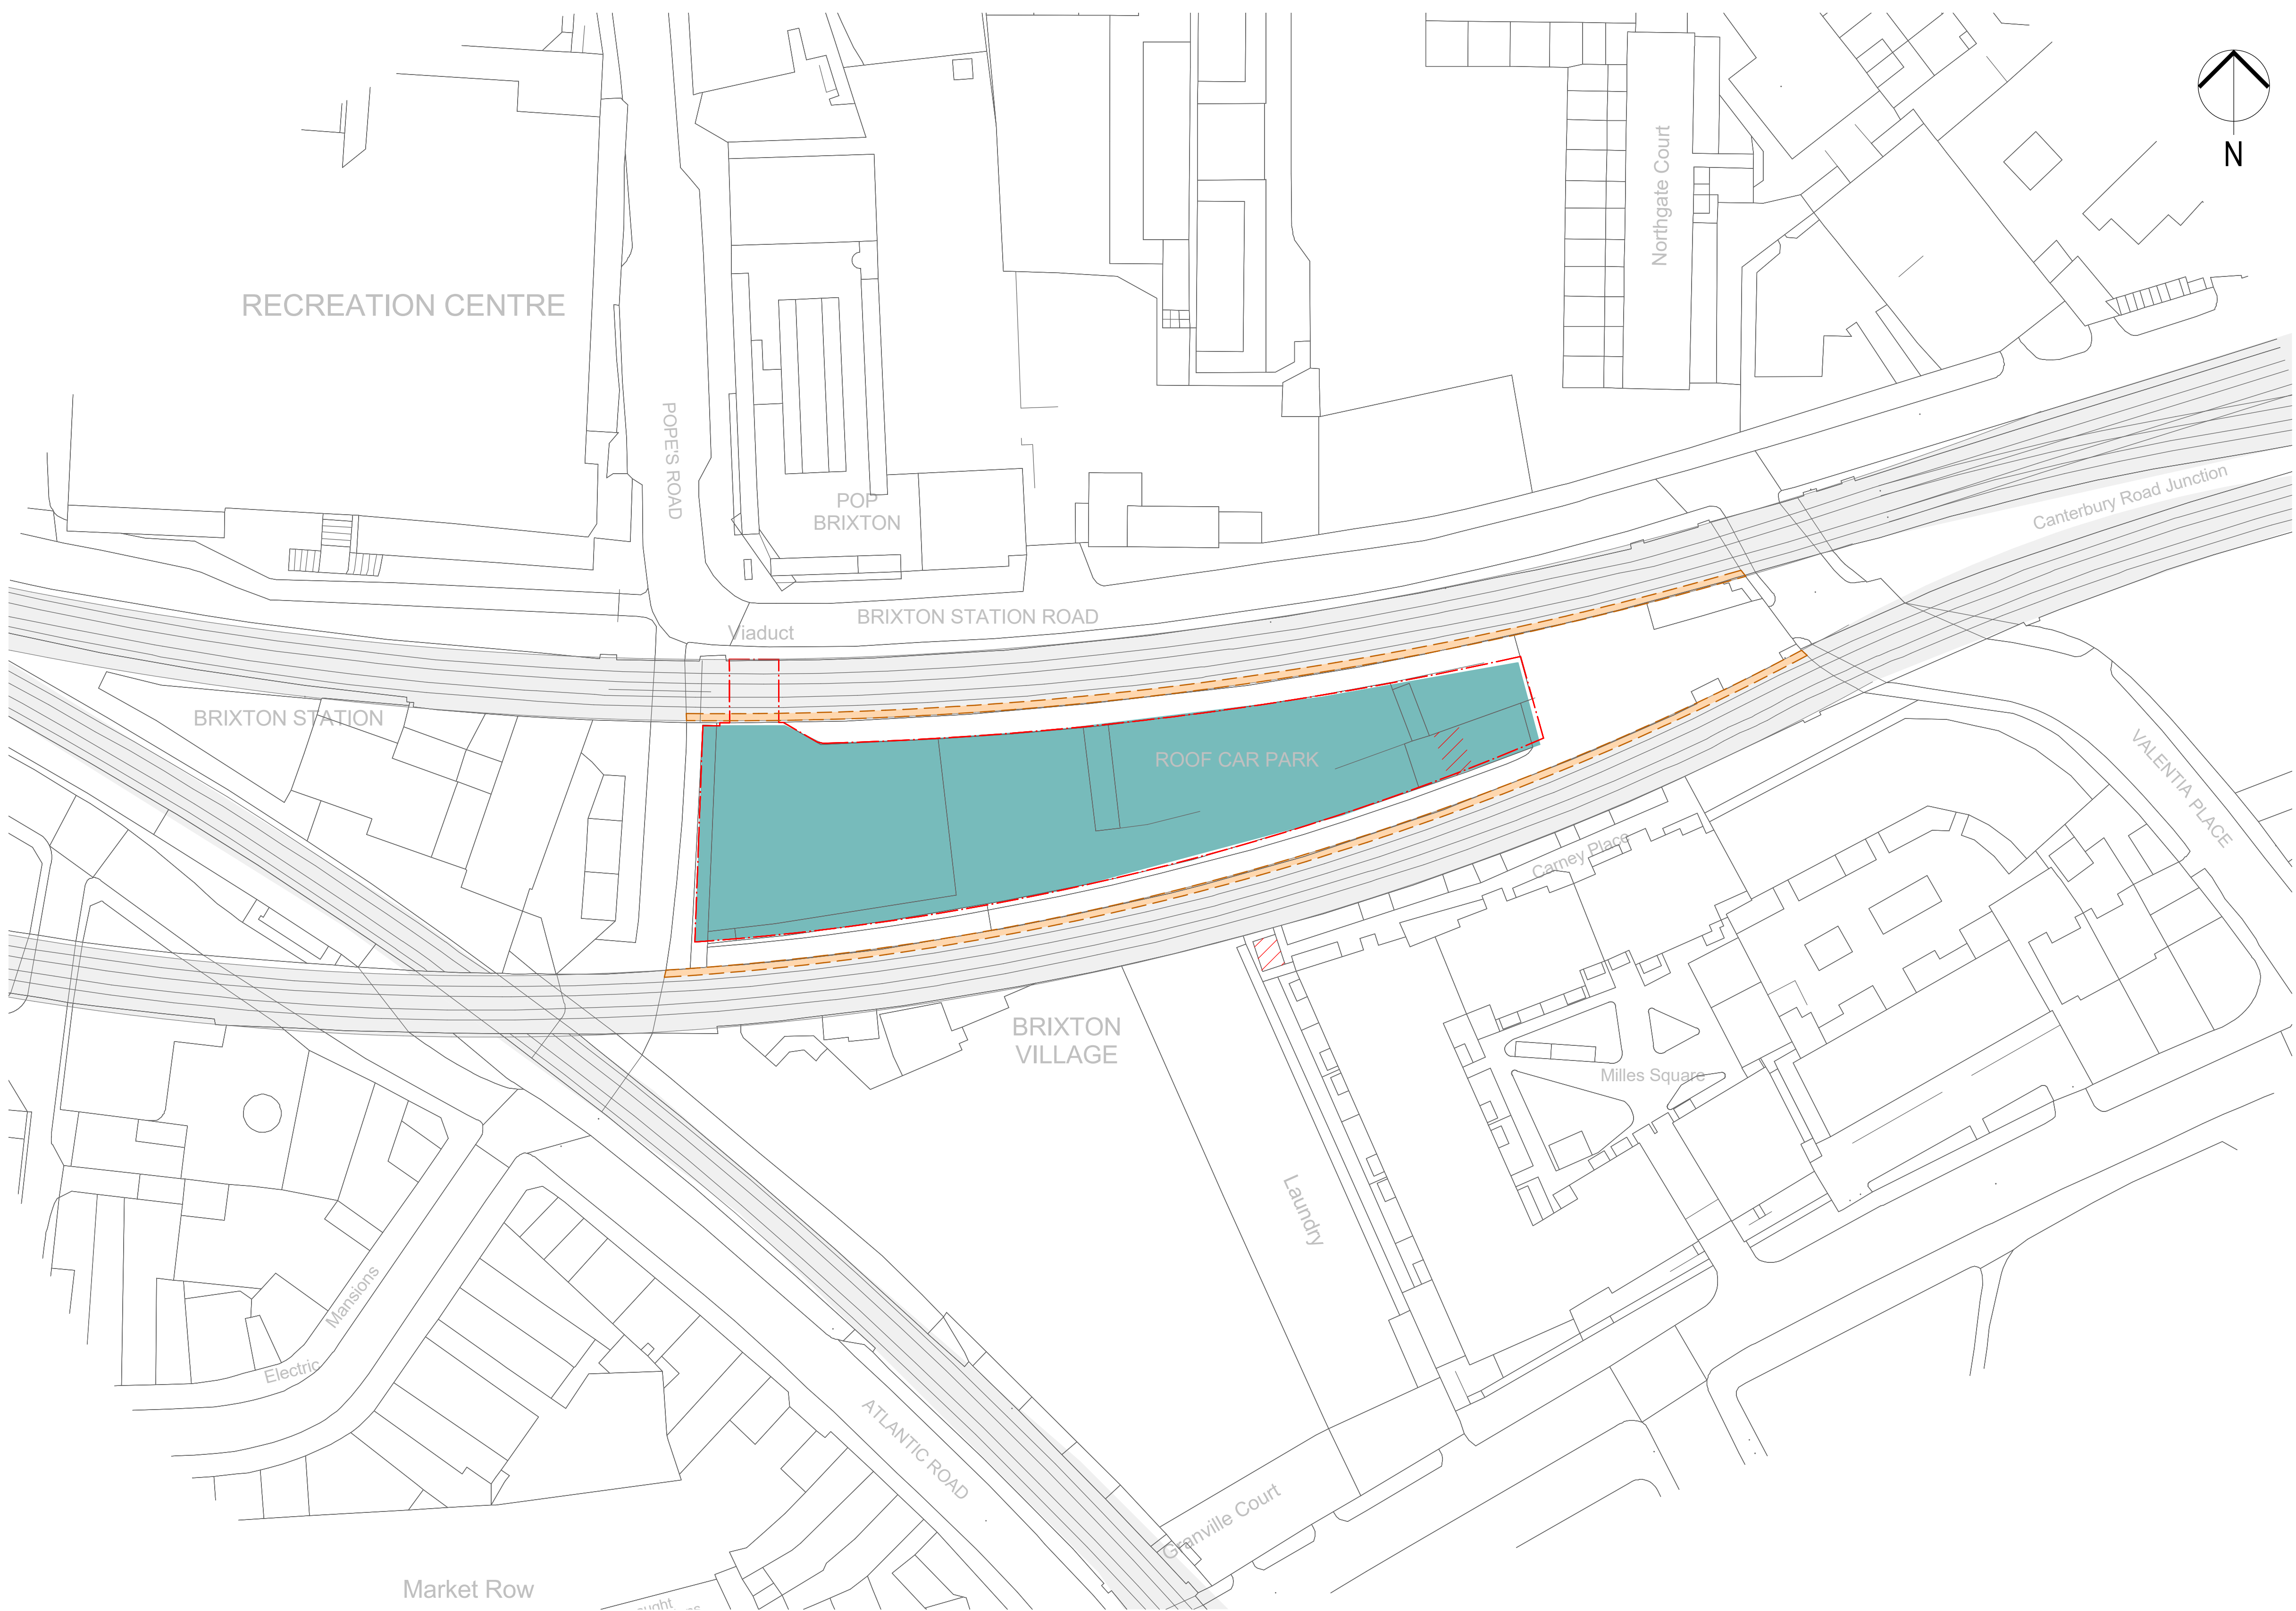 N
Northgate Court
RECREATION CENTRE
POPE'S ROAD
POP
BRIXTON
Canterbury Road Junction
BRIXTON STATION ROAD
Viaduct
BRIXTON STATION
ROOF CAR PARK
VALENTIA PLACE
Carney Place
BRIXTON
VILLAGE
Milles Square
Laundry
Mansions
Electric
ATLANTIC ROAD
Granville Court
Market Row